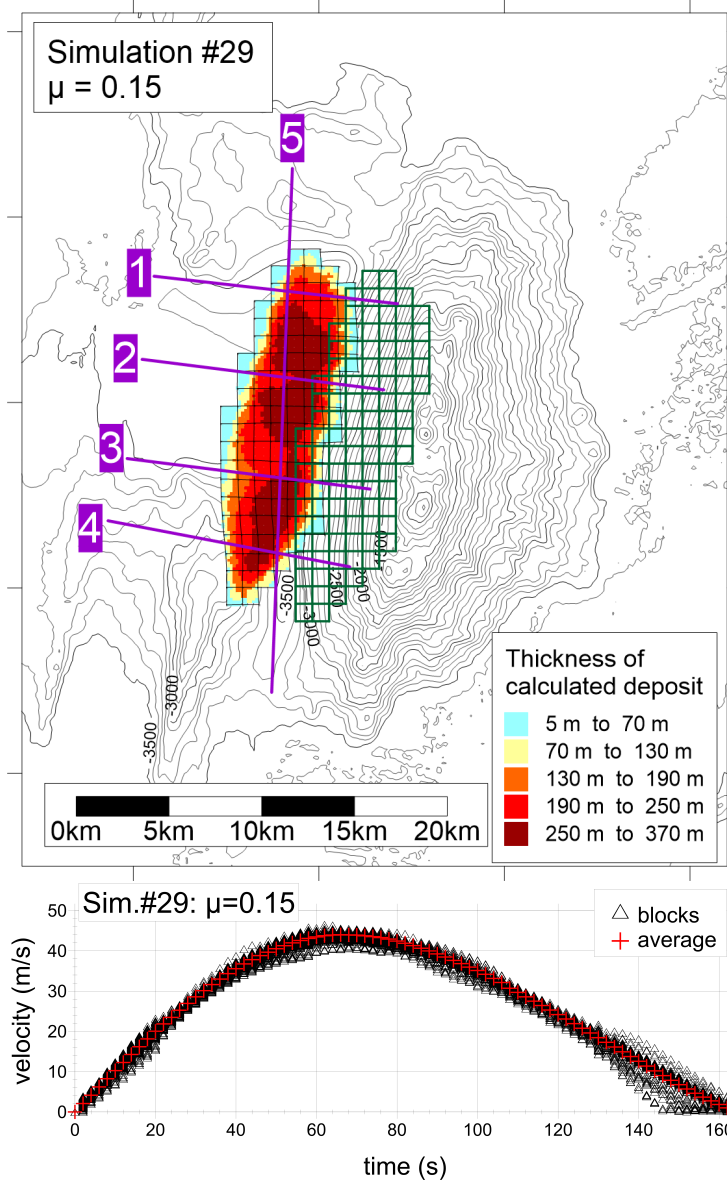 Simulation #29
μ = 0.15
5
1
2
3
4
-1500
-2000
-2500
-3500
-3000
-3000
-3500
Thickness of
calculated deposit
5 m to 70 m
70 m to 130 m
130 m to 190 m
190 m to 250 m
250 m to 370 m
0km 5km 10km 15km 20km
Sim.#29: μ=0.15
blocks
average
velocity (m/s)
50
40
30
20
10
0
0 20 40 60 80 100 120 140 160
time (s)